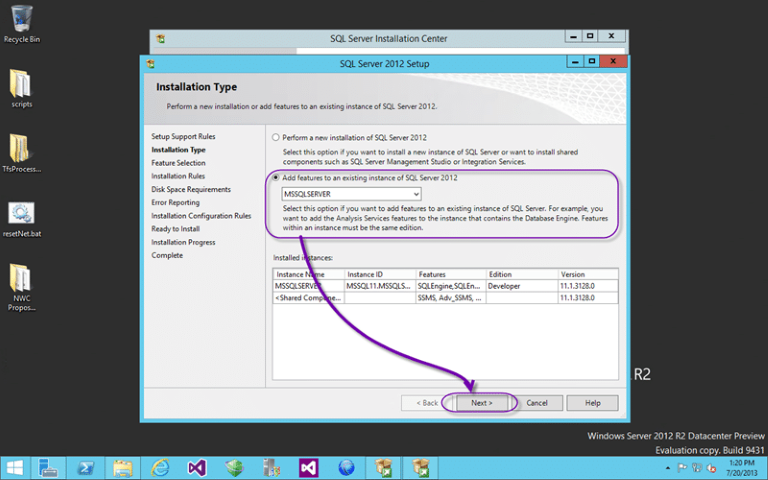 Recycle Bin
scripts
TfsProcess...
resetNet.bat
NWC
Propos...
SQL Server Installation Center
SQL Server 2012 Setup
Installation Type
Perform a new installation or add features to an existing instance of SQL Server 2012.
Setup Support Rules
Installation Type
Feature Selection
Installation Rules
Disk Space Requirements
Error Reporting
Installation Configuration Rules
Ready to Install
Installation Progress
Complete
Perform a new installation of SQL Server 2012
Select this option if you want to install a new instance of SQL Server or want to install shared
components such as SQL Server Management Studio or Integration Services.
Add features to an existing instance of SQL Server 2012
MSSQLSERVER
Select this option if you want to add features to an existing instance of SQL Server. For example, you
want to add the Analysis Services features to the instance that contains the Database Engine. Features
within an instance must be the same edition.
Installed instances:
Instance Name Instance ID Features Edition Version
MSSQLSERVER MSSQL11.MSSQLS... SQLEngine,SQLEn... Developer 11.1.3128.0
<Shared Compone... SSMS, Adv_SSMS, ... 11.1.3128.0
< Back Next > Cancel Help
R2
Windows Server 2012 R2 Datacenter Preview
Evaluation copy. Build 9431
1:20 PM
7/20/2013